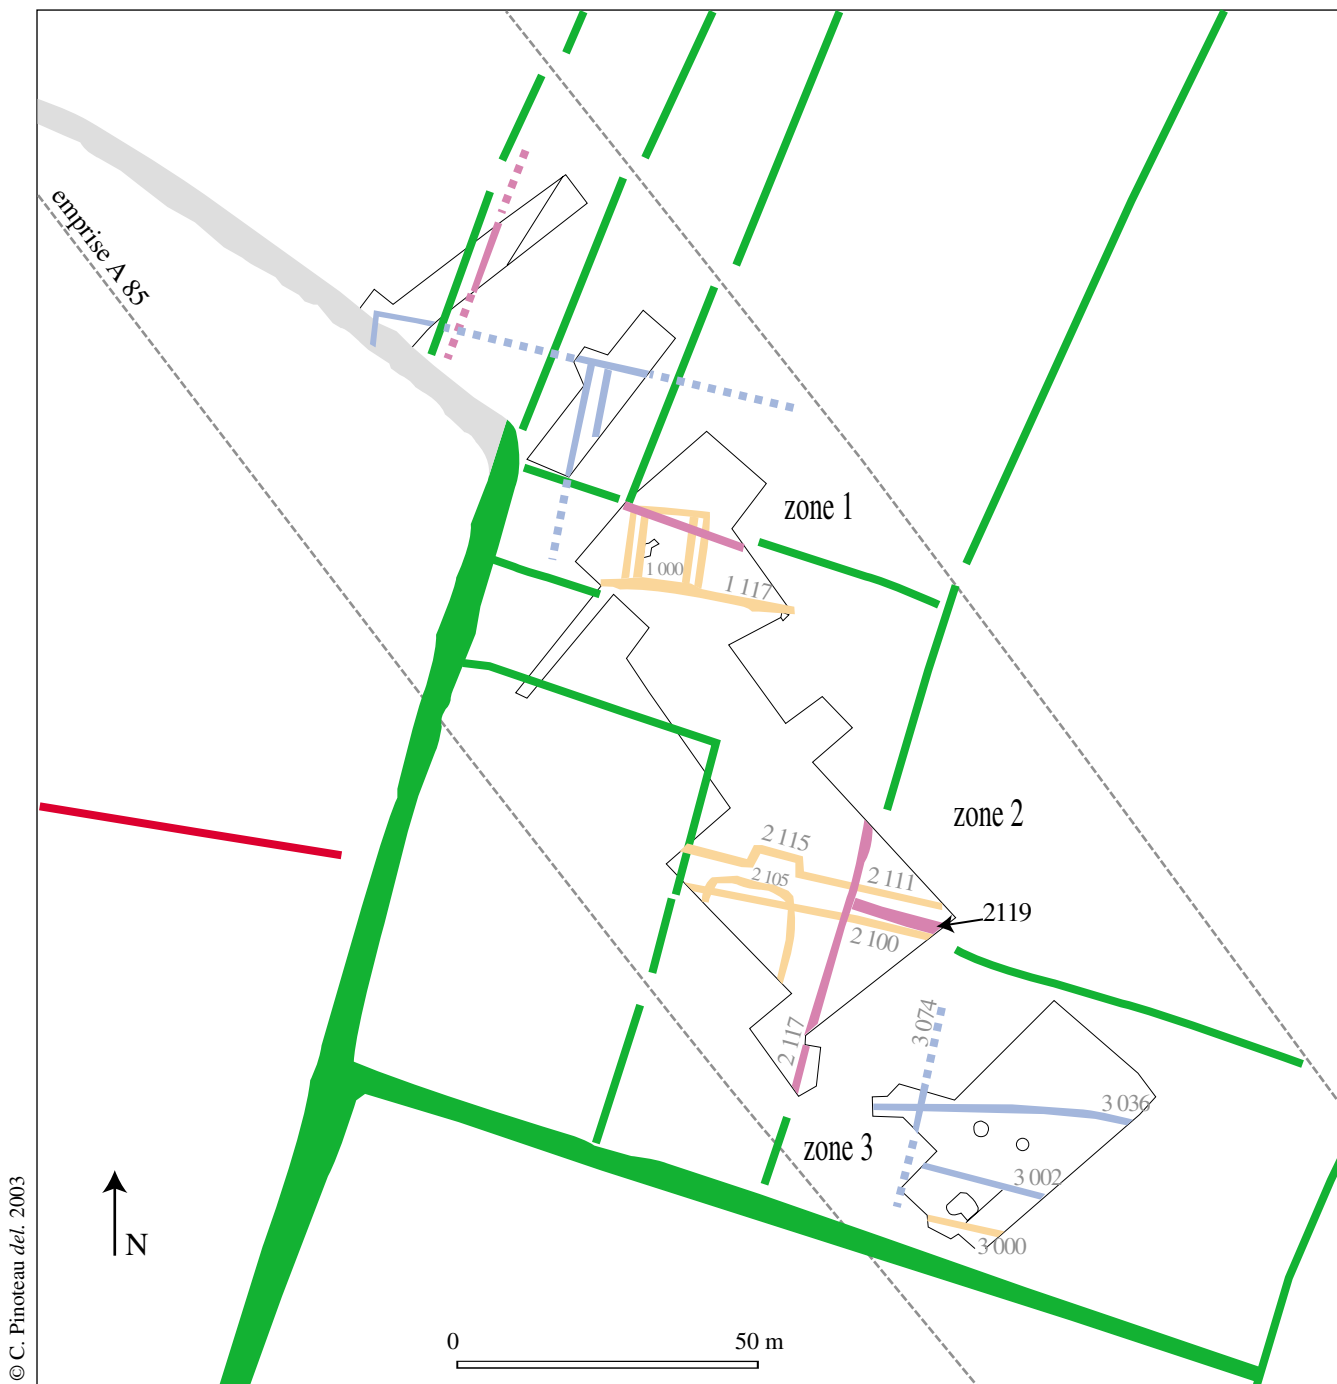 emprise A 85
zone 1
1 000
1 117
zone 2
2 115
2 105
2 111
2119
2 100
2 117
3 074
3 036
zone 3
3 002
3 000
N
0 50 m
© C. Pinoteau del. 2003